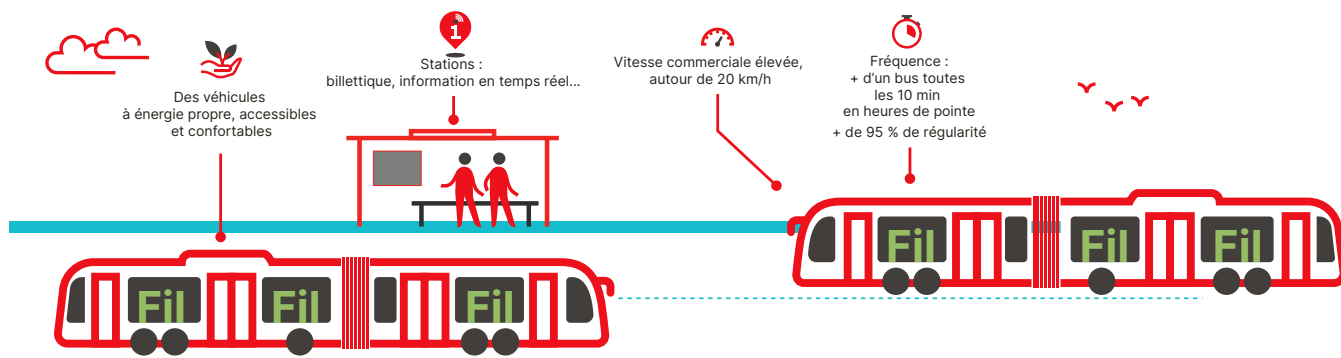 Des véhicules
à énergie propre, accessibles
et confortables
1
Stations :
billettique, information en temps réel...
Vitesse commerciale élevée,
autour de 20 km/h
Fréquence :
+ d’un bus toutes
les 10 min
en heures de pointe
+ de 95 % de régularité
Fil Fil Fil
Fil Fil Fil